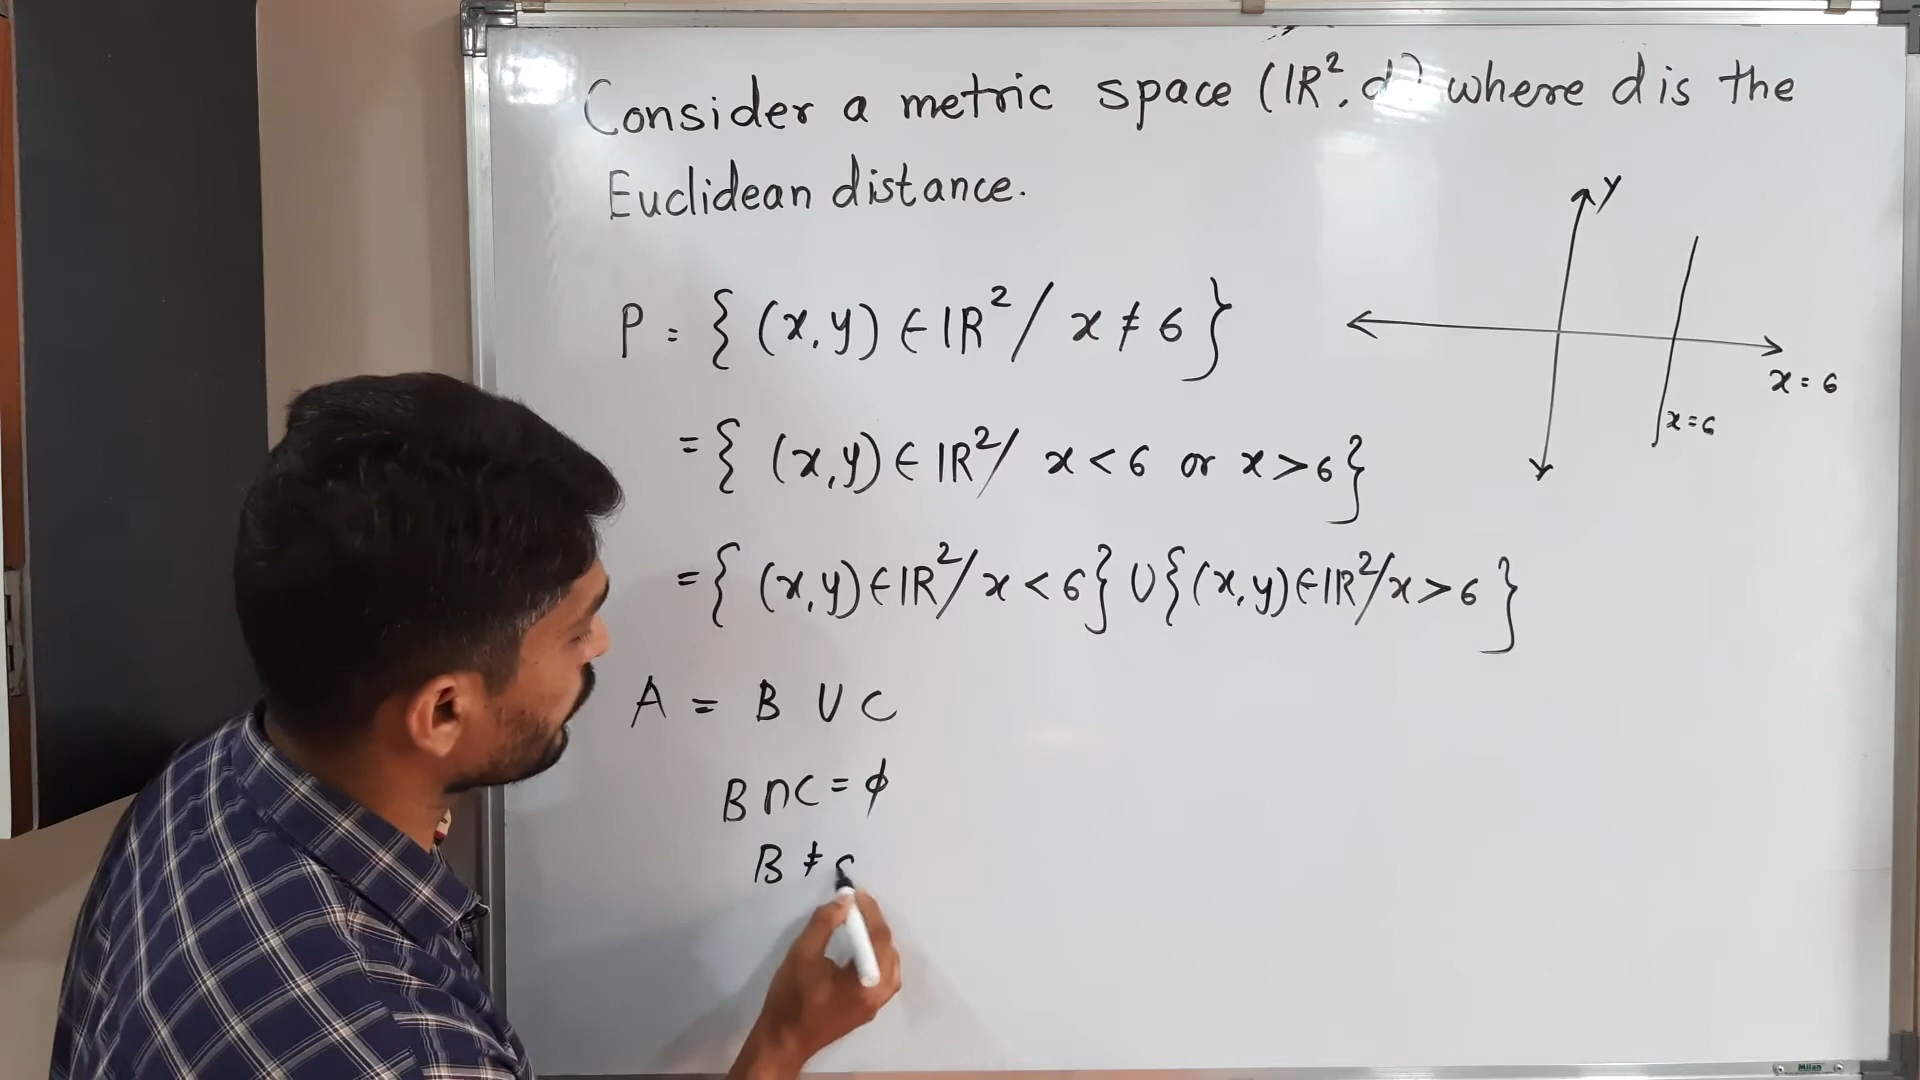 Consider a metric space (ℝ², d) where d is the
Euclidean distance.
y
P = { (x, y) ∈ ℝ² / x ≠ 6 }
x = 6
x = 6
= { (x, y) ∈ ℝ² / x < 6 or x > 6 }
= { (x, y) ∈ ℝ² / x < 6 } ∪ { (x, y) ∈ ℝ² / x > 6 }
A = B ∪ C
B ∩ C = ϕ
B ≠
Milan